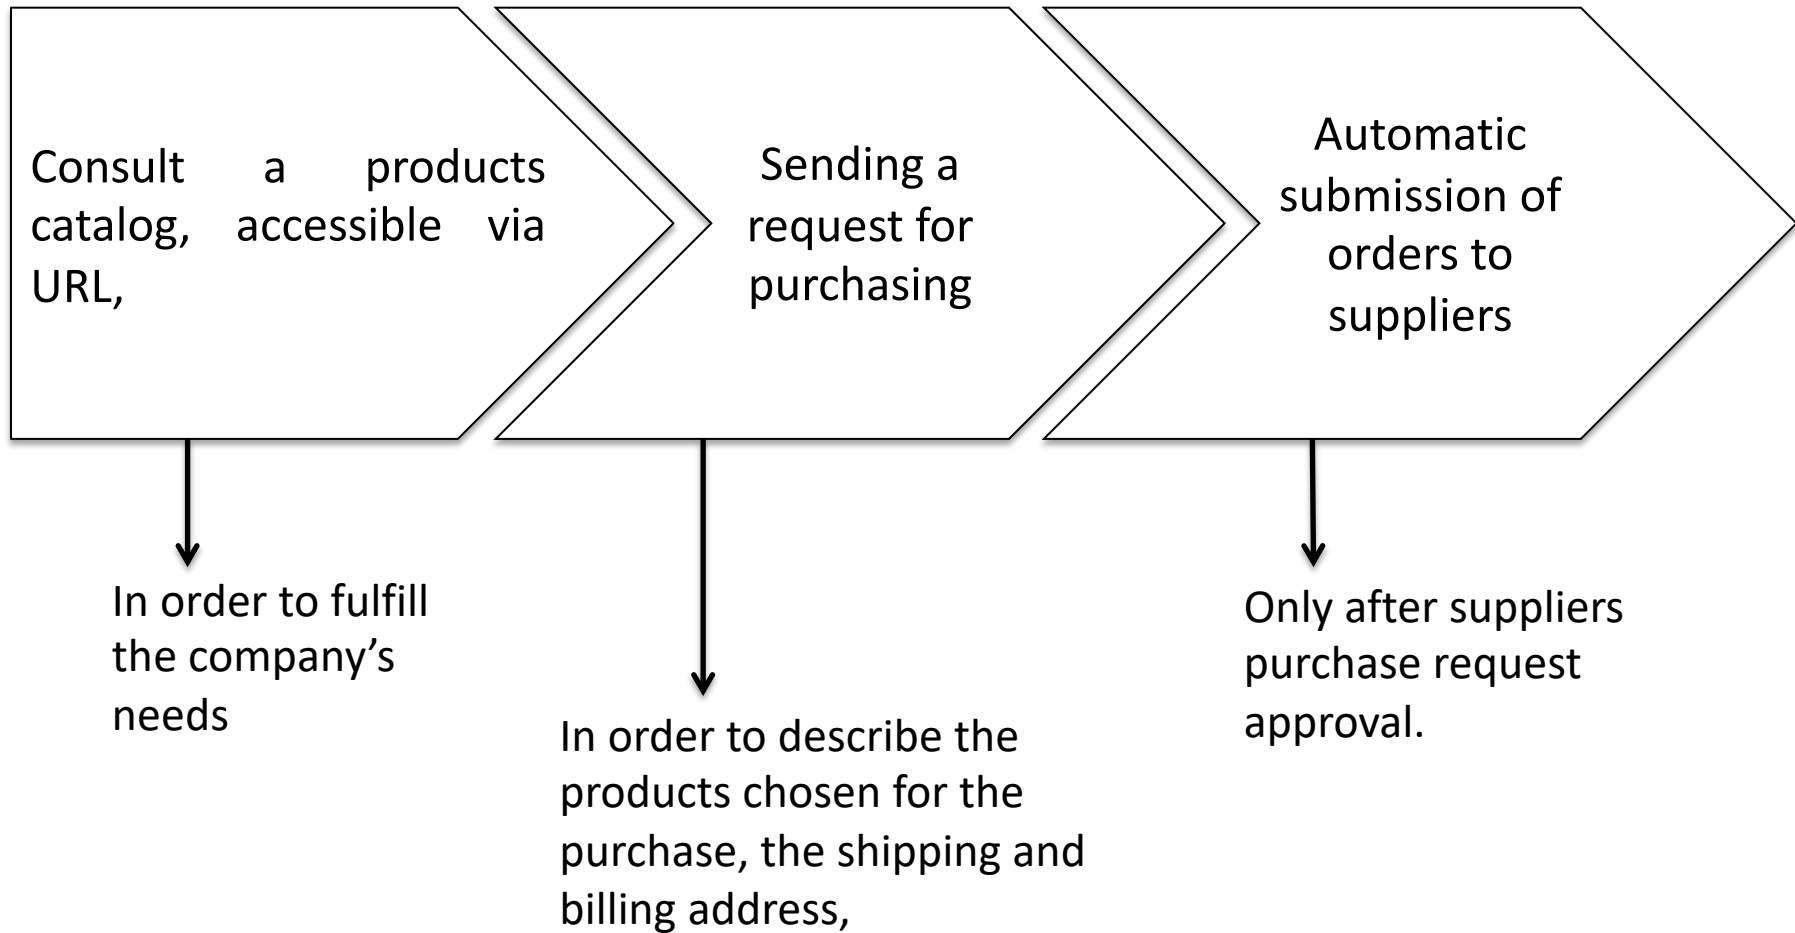 Consult a products
catalog, accessible via
URL,
Sending a
request for
purchasing
Automatic
submission of
orders to
suppliers
In order to fulfill
the company’s
needs
In order to describe the
products chosen for the
purchase, the shipping and
billing address,
Only after suppliers
purchase request
approval.